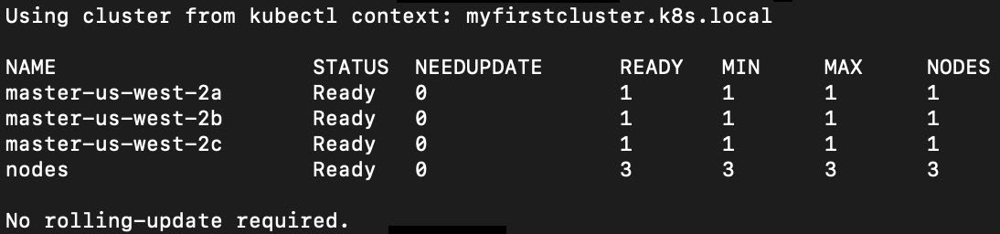 Using cluster from kubectl context: myfirstcluster.k8s.local
NAME STATUS NEEDUPDATE READY MIN MAX NODES
master-us-west-2a Ready 0 1 1 1 1
master-us-west-2b Ready 0 1 1 1 1
master-us-west-2c Ready 0 1 1 1 1
nodes Ready 0 3 3 3 3
No rolling-update required.